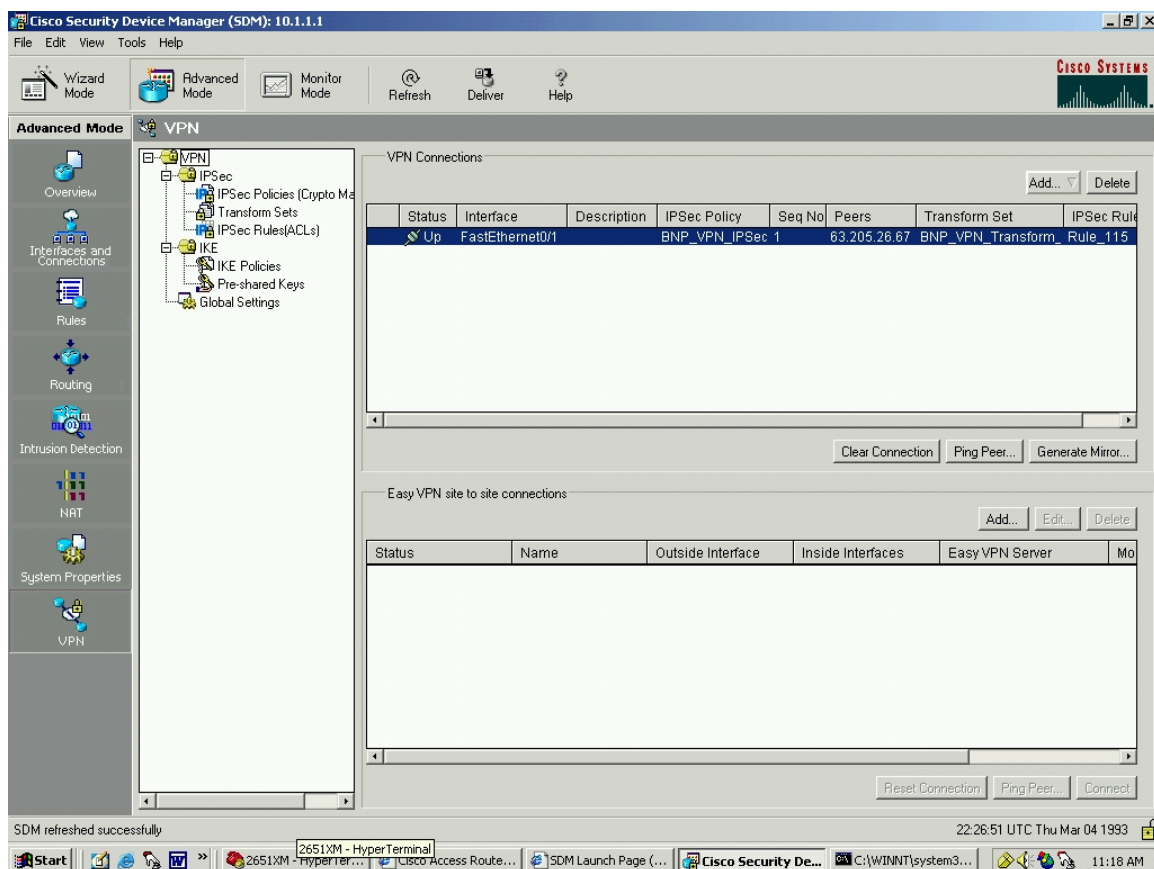 Cisco Security Device Manager (SDM): 10.1.1.1
File Edit View Tools Help
Wizard Mode
Advanced Mode
Monitor Mode
Refresh
Deliver
Help
CISCO SYSTEMS
Advanced Mode
VPN
Overview
Interfaces and Connections
Rules
Routing
Intrusion Detection
NAT
System Properties
VPN
VPN
IPSec
IPSec Policies (Crypto Ma
Transform Sets
IPSec Rules(ACLs)
IKE
IKE Policies
Pre-shared Keys
Global Settings
VPN Connections
Add... Delete
Status Interface Description IPSec Policy Seq No Peers Transform Set IPSec Rule
Up FastEthernet0/1 BNP_VPN_IPSec 1 63.205.26.67 BNP_VPN_Transform_ Rule_115
Clear Connection Ping Peer... Generate Mirror...
Easy VPN site to site connections
Add... Edit... Delete
Status Name Outside Interface Inside Interfaces Easy VPN Server Mo
Reset Connection Ping Peer... Connect
SDM refreshed successfully
22:26:51 UTC Thu Mar 04 1993
2651XM - HyperTerminal
Start » 2651XM - HyperTer... Cisco Access Route... SDM Launch Page (... Cisco Security De... C:\WINNT\system3... 11:18 AM